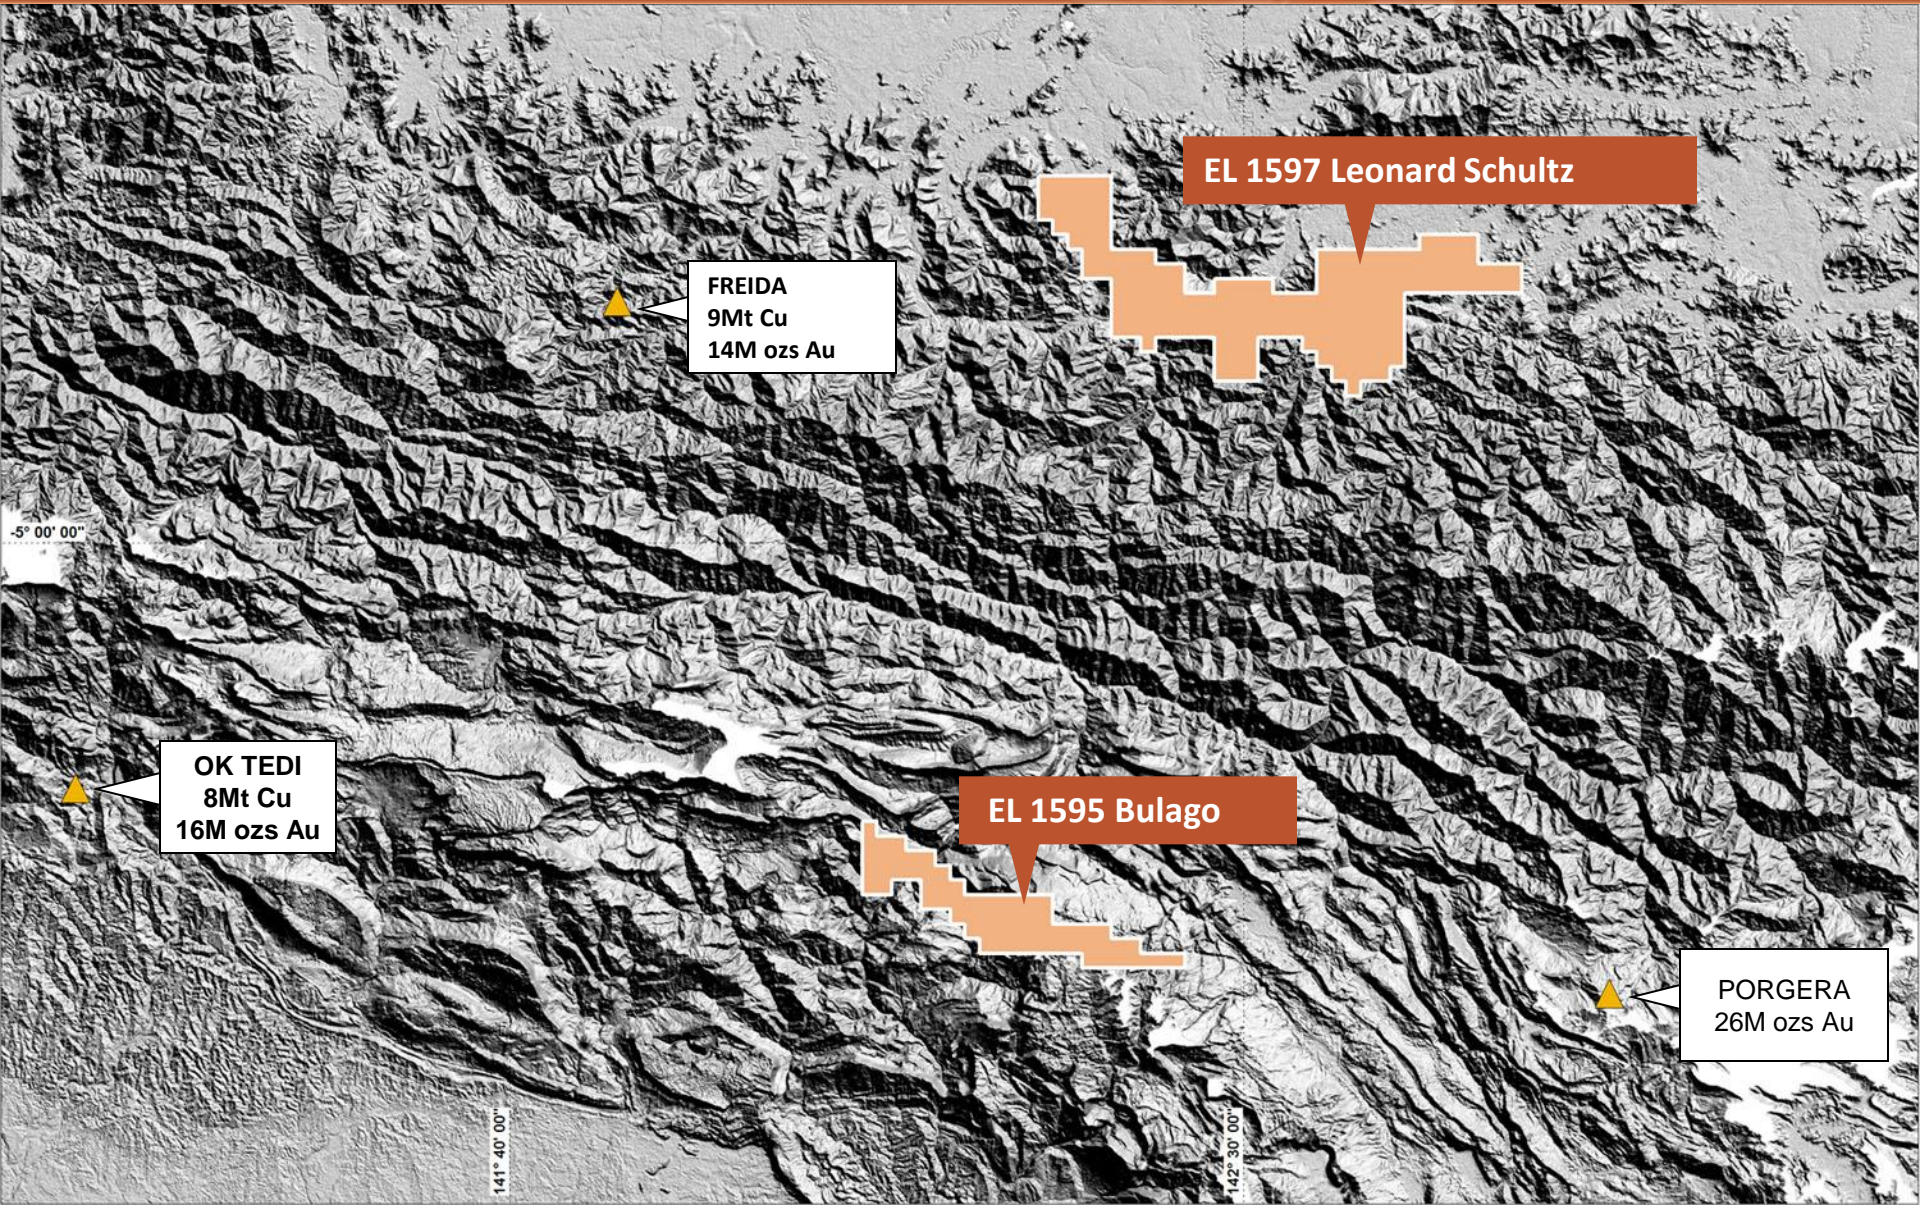 EL 1597 Leonard Schultz
FREIDA
9Mt Cu
14M ozs Au
-5° 00' 00"
OK TEDI
8Mt Cu
16M ozs Au
EL 1595 Bulago
PORGERA
26M ozs Au
141° 40' 00"
142° 30' 00"